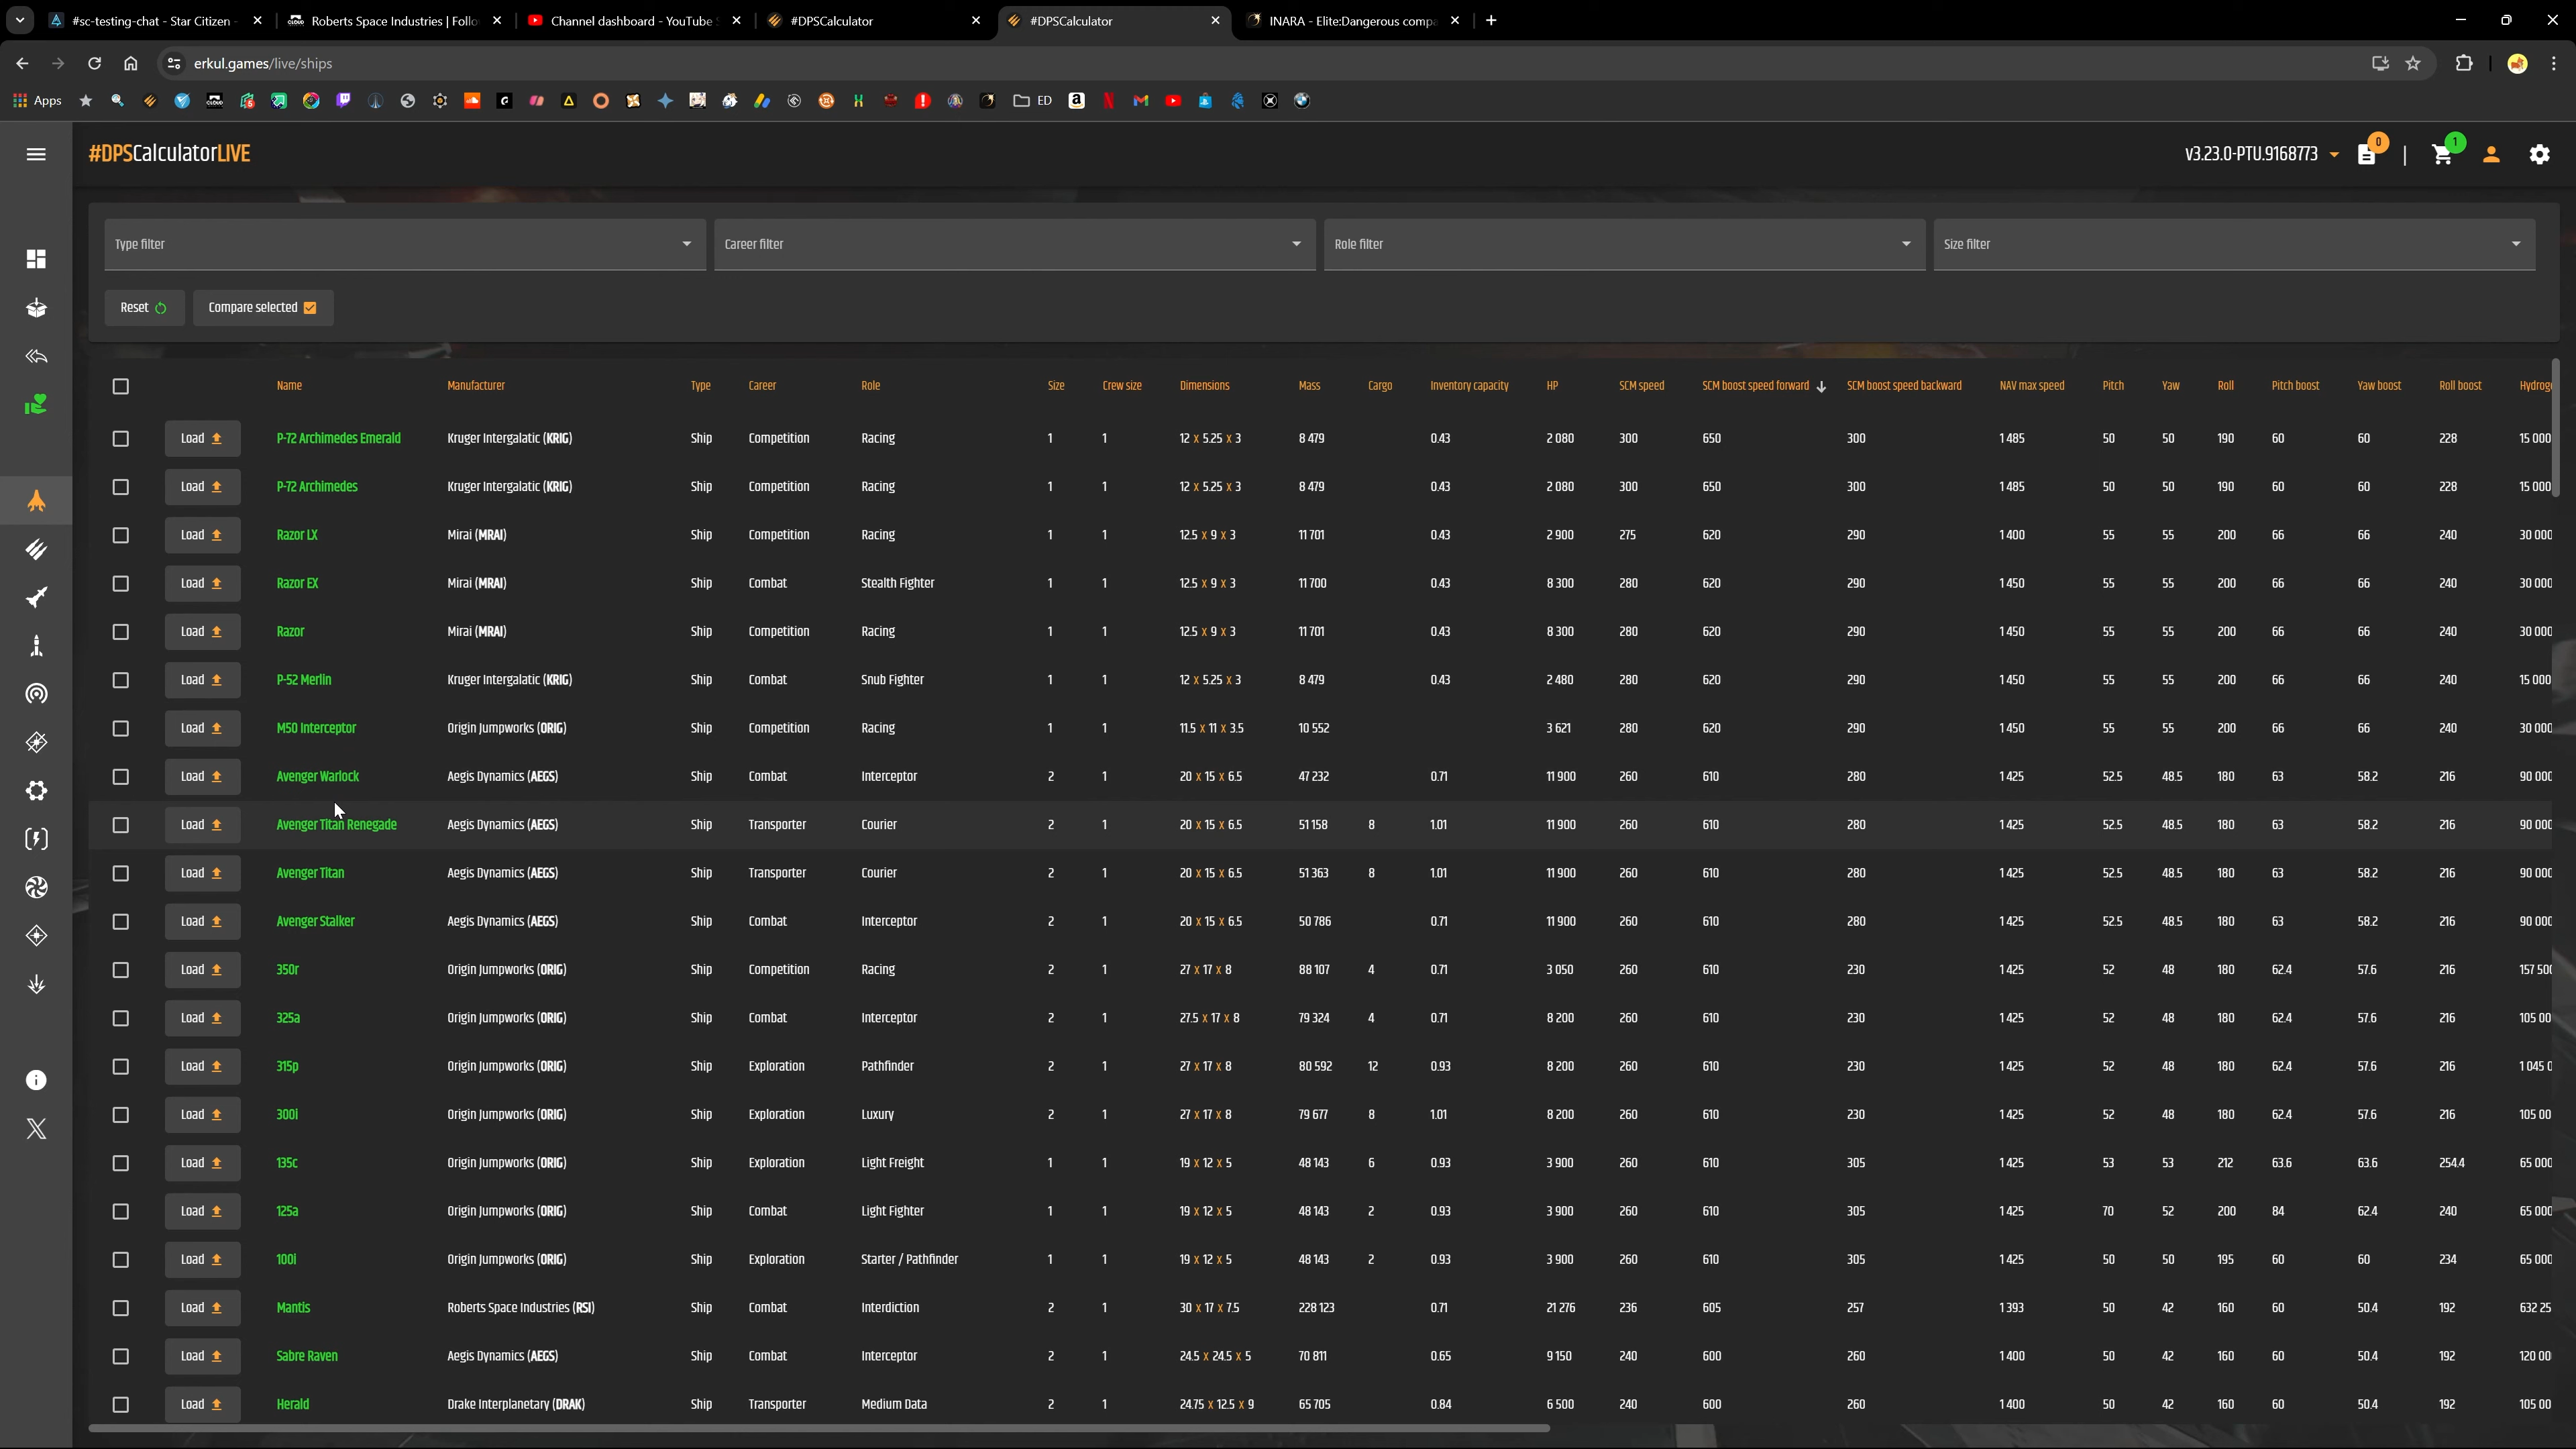 #sc-testing-chat - Star Citizen - Roberts Space Industries | Follo Channel dashboard - YouTube S #DPSCalculator #DPSCalculator INARA - Elite:Dangerous comp
erkul.games/live/ships
Apps ED
#DPSCalculatorLIVE v3.23.0-PTU.9168773 0 | 1
Type filter Career filter Role filter Size filter
Reset Compare selected
Name Manufacturer Type Career Role Size Crew size Dimensions Mass Cargo Inventory capacity HP SCM speed SCM boost speed forward SCM boost speed backward NAV max speed Pitch Yaw Roll Pitch boost Yaw boost Roll boost Hydroge
Load P-72 Archimedes Emerald Kruger Intergalatic (KRIG) Ship Competition Racing 1 1 12 x 5.25 x 3 8 479 0.43 2 080 300 650 300 1 485 50 50 190 60 60 228 15 000
Load P-72 Archimedes Kruger Intergalatic (KRIG) Ship Competition Racing 1 1 12 x 5.25 x 3 8 479 0.43 2 080 300 650 300 1 485 50 50 190 60 60 228 15 000
Load Razor LX Mirai (MRAI) Ship Competition Racing 1 1 12.5 x 9 x 3 11 701 0.43 2 900 275 620 290 1 400 55 55 200 66 66 240 30 000
Load Razor EX Mirai (MRAI) Ship Combat Stealth Fighter 1 1 12.5 x 9 x 3 11 700 0.43 8 300 280 620 290 1 450 55 55 200 66 66 240 30 000
Load Razor Mirai (MRAI) Ship Competition Racing 1 1 12.5 x 9 x 3 11 701 0.43 8 300 280 620 290 1 450 55 55 200 66 66 240 30 000
Load P-52 Merlin Kruger Intergalatic (KRIG) Ship Combat Snub Fighter 1 1 12 x 5.25 x 3 8 479 0.43 2 480 280 620 290 1 450 55 55 200 66 66 240 15 000
Load M50 Interceptor Origin Jumpworks (ORIG) Ship Competition Racing 1 1 11.5 x 11 x 3.5 10 552 3 621 280 620 290 1 450 55 55 200 66 66 240 30 000
Load Avenger Warlock Aegis Dynamics (AEGS) Ship Combat Interceptor 2 1 20 x 15 x 6.5 47 232 0.71 11 900 260 610 280 1 425 52.5 48.5 180 63 58.2 216 90 000
Load Avenger Titan Renegade Aegis Dynamics (AEGS) Ship Transporter Courier 2 1 20 x 15 x 6.5 51 158 8 1.01 11 900 260 610 280 1 425 52.5 48.5 180 63 58.2 216 90 000
Load Avenger Titan Aegis Dynamics (AEGS) Ship Transporter Courier 2 1 20 x 15 x 6.5 51 363 8 1.01 11 900 260 610 280 1 425 52.5 48.5 180 63 58.2 216 90 000
Load Avenger Stalker Aegis Dynamics (AEGS) Ship Combat Interceptor 2 1 20 x 15 x 6.5 50 786 0.71 11 900 260 610 280 1 425 52.5 48.5 180 63 58.2 216 90 000
Load 350r Origin Jumpworks (ORIG) Ship Competition Racing 2 1 27 x 17 x 8 88 107 4 0.71 3 050 260 610 230 1 425 52 48 180 62.4 57.6 216 157 500
Load 325a Origin Jumpworks (ORIG) Ship Combat Interceptor 2 1 27.5 x 17 x 8 79 324 4 0.71 8 200 260 610 230 1 425 52 48 180 62.4 57.6 216 105 00
Load 315p Origin Jumpworks (ORIG) Ship Exploration Pathfinder 2 1 27 x 17 x 8 80 592 12 0.93 8 200 260 610 230 1 425 52 48 180 62.4 57.6 216 1 045 0
Load 300i Origin Jumpworks (ORIG) Ship Exploration Luxury 2 1 27 x 17 x 8 79 677 8 1.01 8 200 260 610 230 1 425 52 48 180 62.4 57.6 216 105 00
Load 135c Origin Jumpworks (ORIG) Ship Exploration Light Freight 1 1 19 x 12 x 5 48 143 6 0.93 3 900 260 610 305 1 425 53 53 212 63.6 63.6 254.4 65 000
Load 125a Origin Jumpworks (ORIG) Ship Combat Light Fighter 1 1 19 x 12 x 5 48 143 2 0.93 3 900 260 610 305 1 425 70 52 200 84 62.4 240 65 000
Load 100i Origin Jumpworks (ORIG) Ship Exploration Starter / Pathfinder 1 1 19 x 12 x 5 48 143 2 0.93 3 900 260 610 305 1 425 50 50 195 60 60 234 65 000
Load Mantis Roberts Space Industries (RSI) Ship Combat Interdiction 2 1 30 x 17 x 7.5 228 123 0.71 21 276 236 605 257 1 393 50 42 160 60 50.4 192 632 25
Load Sabre Raven Aegis Dynamics (AEGS) Ship Combat Interceptor 2 1 24.5 x 24.5 x 5 70 811 0.65 9 150 240 600 260 1 400 50 42 160 60 50.4 192 120 00
Load Herald Drake Interplanetary (DRAK) Ship Transporter Medium Data 2 1 24.75 x 12.5 x 9 65 705 0.84 6 500 240 600 260 1 400 50 42 160 60 50.4 192 105 00